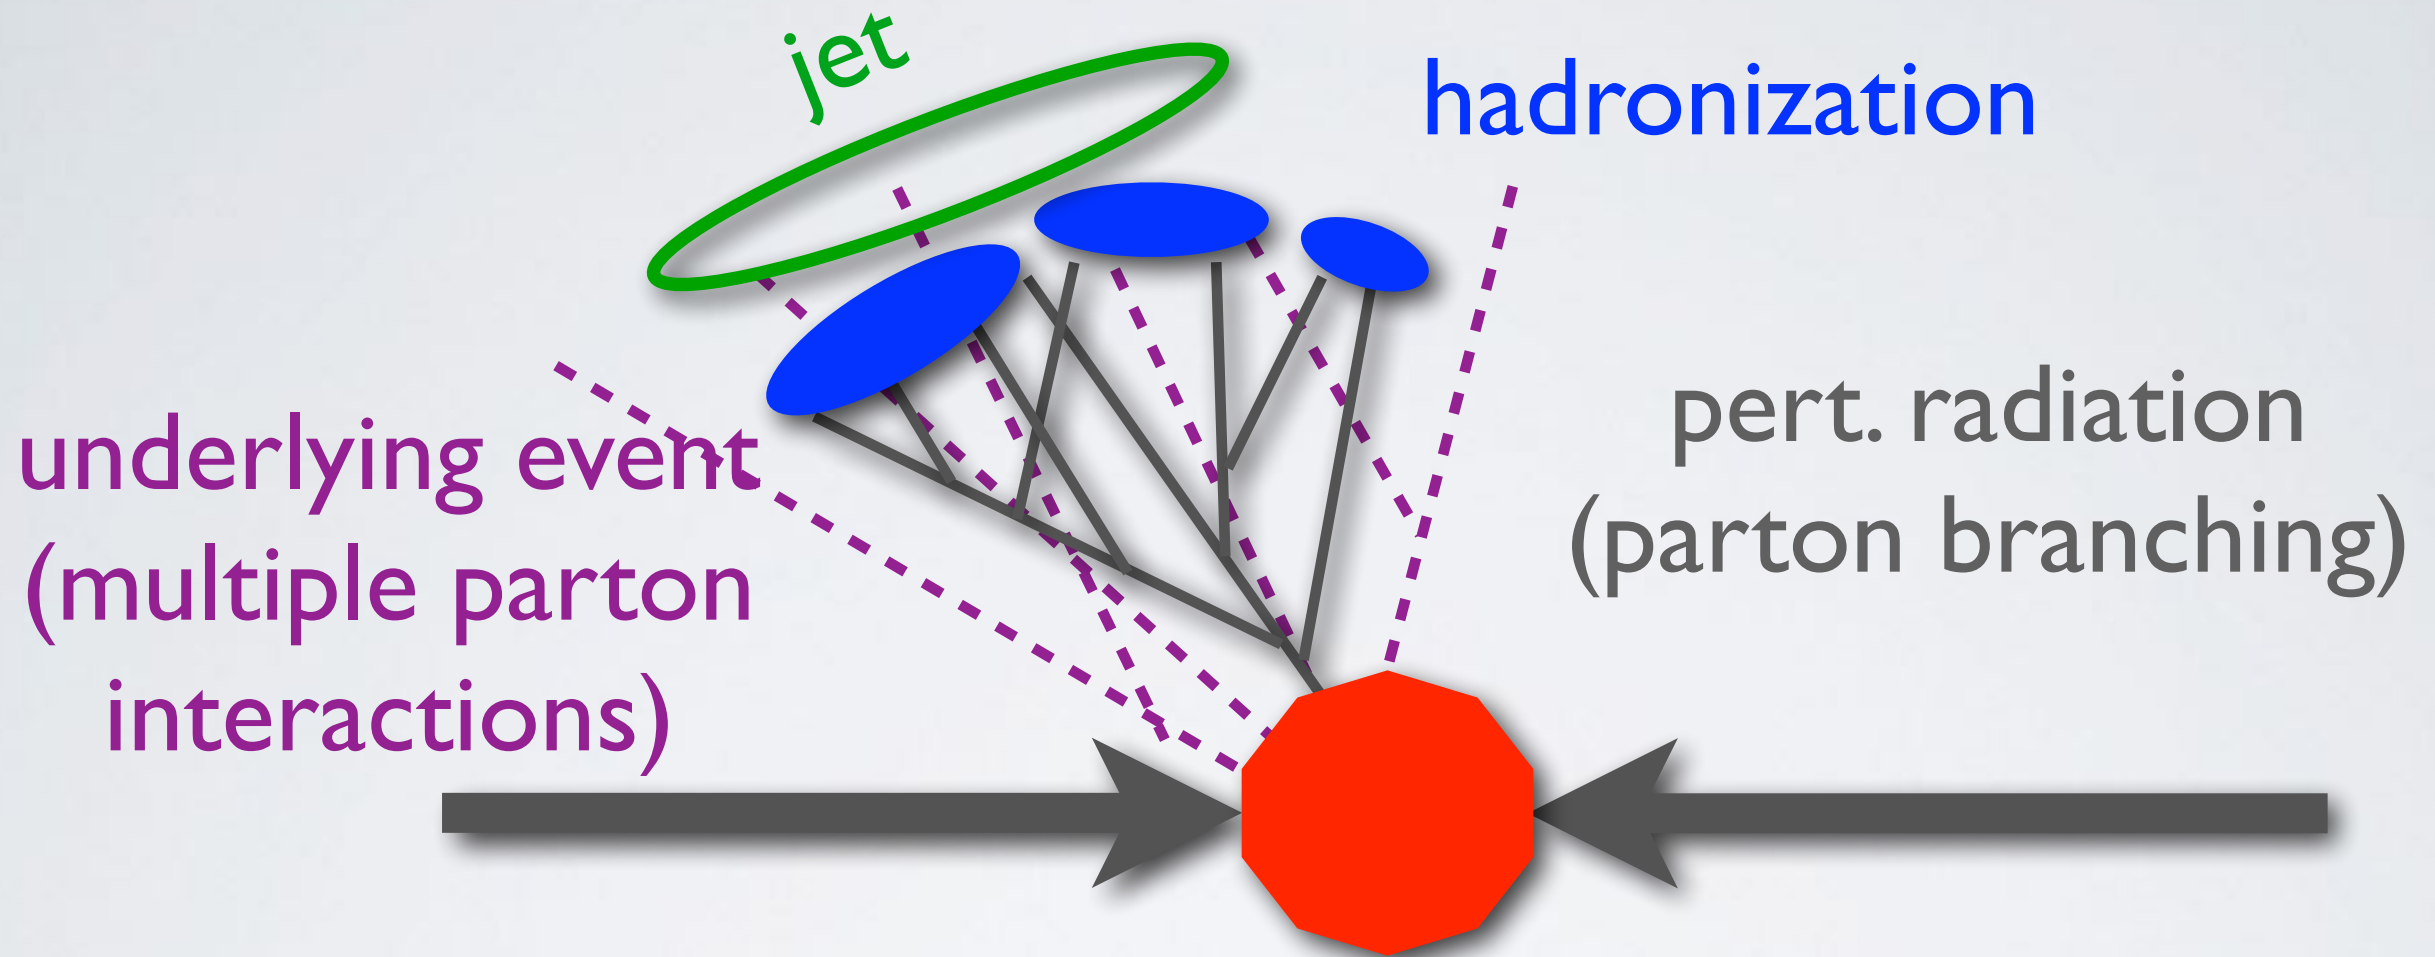 jet
hadronization
underlying event
(multiple parton
interactions)
pert. radiation
(parton branching)